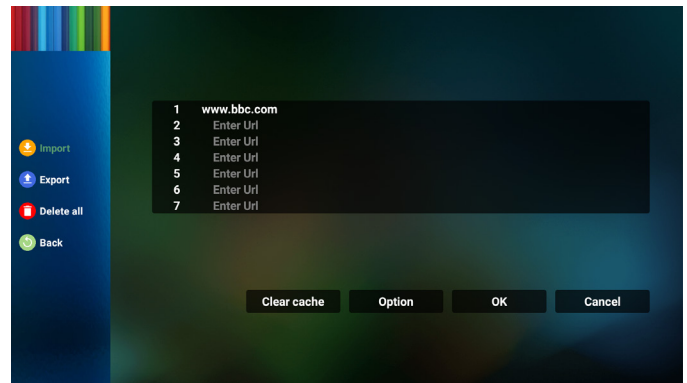 Import
Export
Delete all
Back
1 www.bbc.com
2 Enter Url
3 Enter Url
4 Enter Url
5 Enter Url
6 Enter Url
7 Enter Url
Clear cache Option OK Cancel